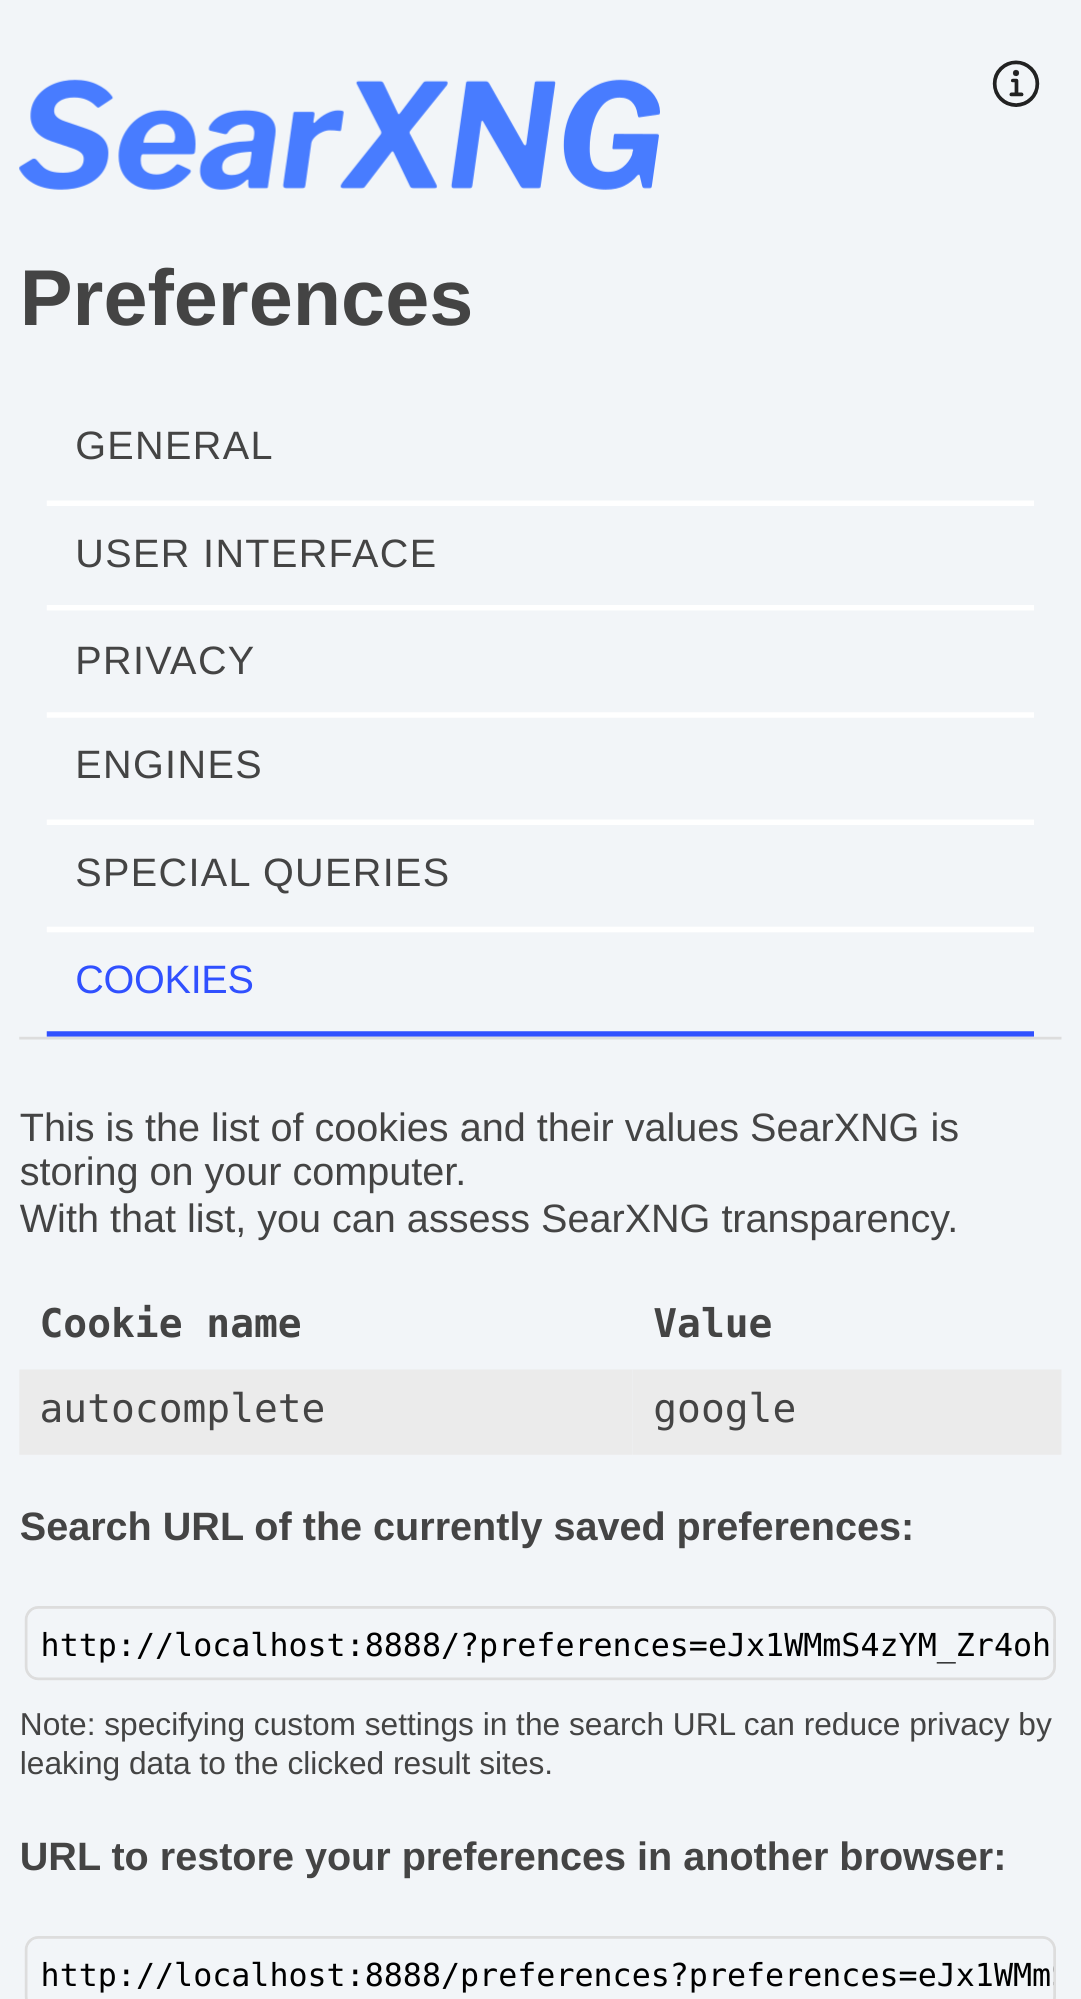 SearXNG
Preferences
GENERAL
USER INTERFACE
PRIVACY
ENGINES
SPECIAL QUERIES
COOKIES
This is the list of cookies and their values SearXNG is
storing on your computer.
With that list, you can assess SearXNG transparency.
Cookie name Value
autocomplete google
Search URL of the currently saved preferences:
http://localhost:8888/?preferences=eJx1WMmS4zYM_Zr4oh
Note: specifying custom settings in the search URL can reduce privacy by
leaking data to the clicked result sites.
URL to restore your preferences in another browser:
http://localhost:8888/preferences?preferences=eJx1WMm